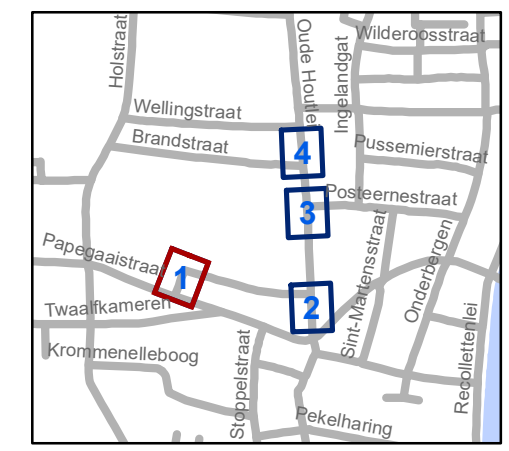 Holstraat
Oude Houtlei
Ingelandgat
Wilderoosstraat
Wellingstraat
Brandstraat
4
Pussemierstraat
3
Posteernestraat
Papegaaistraat
1
Sint-Martensstraat
Onderbergen
Twaalfkameren
2
Recollettenlei
Krommenelleboog
Stoppelstraat
Pekelharing